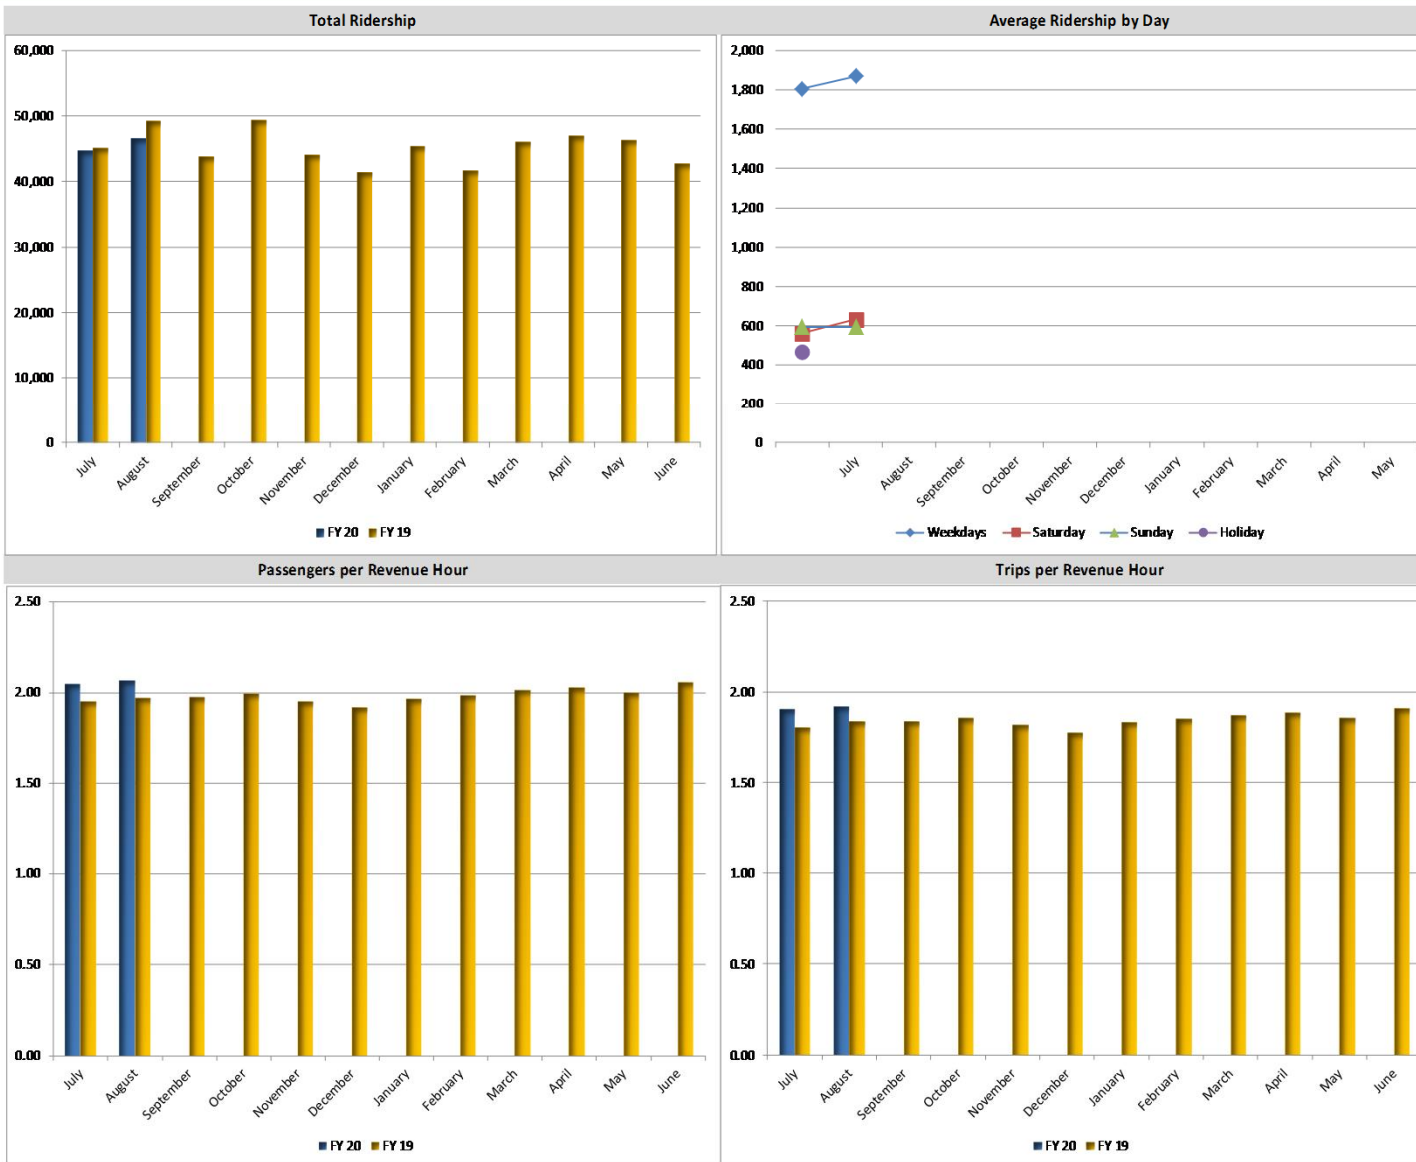 Total Ridership
60,000
50,000
40,000
30,000
20,000
10,000
0
July August September October November December January February March April May June
FY 20 FY 19
Average Ridership by Day
2,000
1,800
1,600
1,400
1,200
1,000
800
600
400
200
0
July August September October November December January February March April May
Weekdays Saturday Sunday Holiday
Passengers per Revenue Hour
2.50
2.00
1.50
1.00
0.50
0.00
July August September October November December January February March April May June
FY 20 FY 19
Trips per Revenue Hour
2.50
2.00
1.50
1.00
0.50
0.00
July August September October November December January February March April May June
FY 20 FY 19